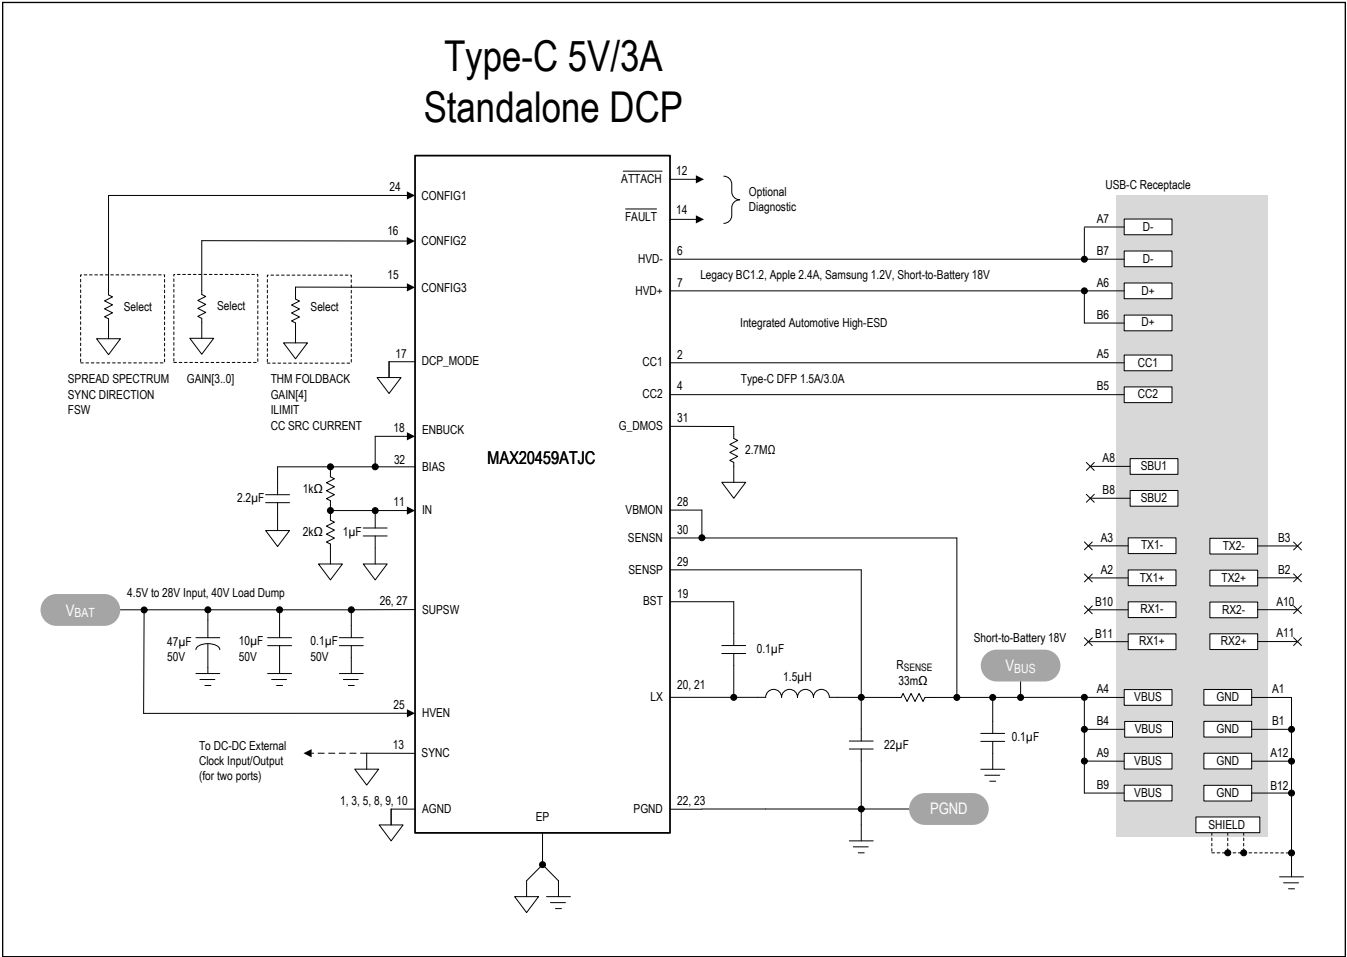 Type-C 5V/3A
Standalone DCP
24
CONFIG1
16
CONFIG2
15
CONFIG3
Select
Select
Select
SPREAD SPECTRUM
SYNC DIRECTION
FSW
GAIN[3..0]
THM FOLDBACK
GAIN[4]
ILIMIT
CC SRC CURRENT
17
DCP_MODE
18
ENBUCK
32
BIAS
2.2µF
1kΩ
11
IN
2kΩ
1µF
MAX20459ATJC
4.5V to 28V Input, 40V Load Dump
VBAT
26, 27
SUPSW
47µF
50V
10µF
50V
0.1µF
50V
25
HVEN
To DC-DC External
Clock Input/Output
(for two ports)
13
SYNC
1, 3, 5, 8, 9, 10
AGND
EP
ATTACH
12
FAULT
14
Optional
Diagnostic
HVD-
6
Legacy BC1.2, Apple 2.4A, Samsung 1.2V, Short-to-Battery 18V
HVD+
7
Integrated Automotive High-ESD
CC1
2
Type-C DFP 1.5A/3.0A
CC2
4
G_DMOS
31
2.7MΩ
VBMON
28
SENSN
30
SENSP
29
BST
19
0.1µF
LX
20, 21
1.5µH
RSENSE
33mΩ
22µF
Short-to-Battery 18V
VBUS
0.1µF
PGND
22, 23
PGND
USB-C Receptacle
A7
D-
B7
D-
A6
D+
B6
D+
A5
CC1
B5
CC2
A8
SBU1
B8
SBU2
A3
TX1-
TX2-
B3
A2
TX1+
TX2+
B2
B10
RX1-
RX2-
A10
B11
RX1+
RX2+
A11
A4
VBUS
GND
A1
B4
VBUS
GND
B1
A9
VBUS
GND
A12
B9
VBUS
GND
B12
SHIELD